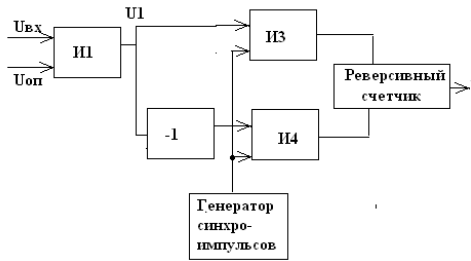 U1
Uвх
И1
Uоп
И3
Реверсивный
счетчик
-1
И4
Генератор
синхро-
импульсов